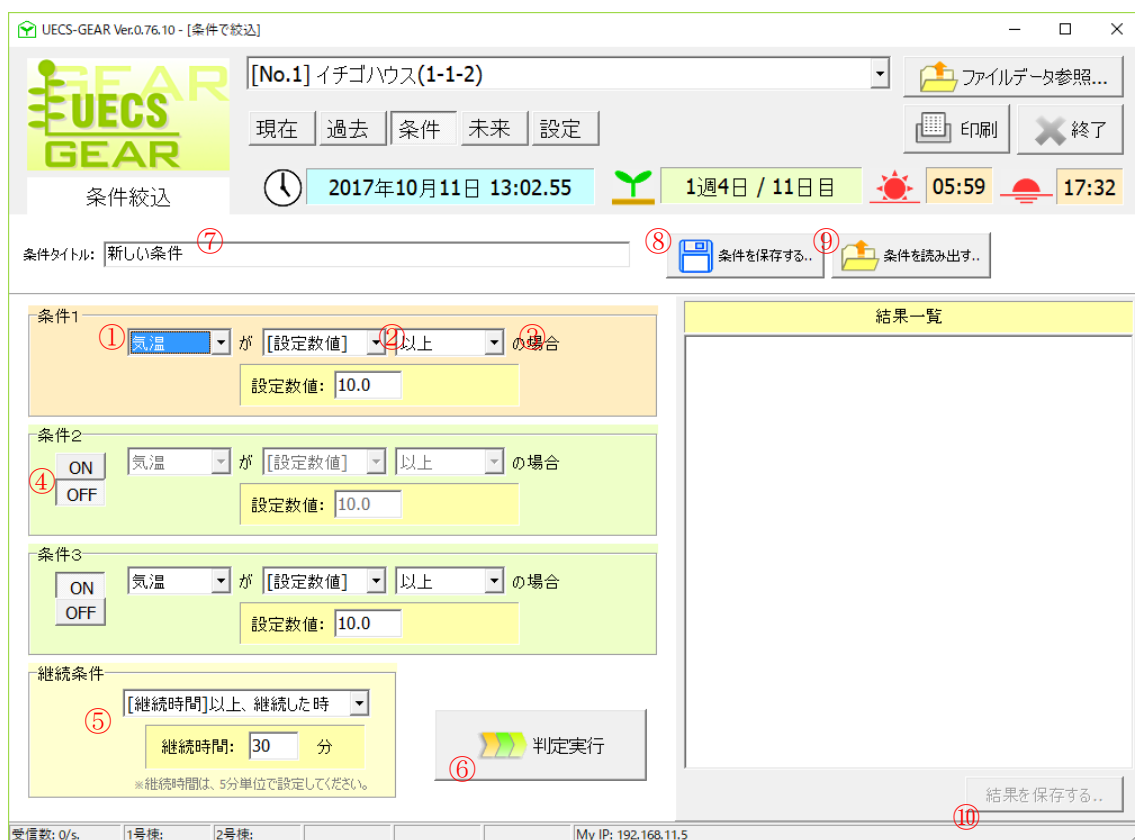 UECS-GEAR Ver.0.76.10 - [条件で絞込]
GEAR
UECS
GEAR
条件絞込
[No.1] イチゴハウス(1-1-2)
ファイルデータ参照...
現在 過去 条件 未来 設定
印刷 終了
2017年10月11日 13:02.55 1週4日 / 11日目 05:59 17:32
条件タイトル: 新しい条件 ⑦
⑧ 条件を保存する.. ⑨ 条件を読み出す..
条件1
① 気温 が [設定数値] ② 以上 ③ の場合
設定数値: 10.0
条件2
④ ON OFF 気温 が [設定数値] 以上 の場合
設定数値: 10.0
条件3
ON OFF 気温 が [設定数値] 以上 の場合
設定数値: 10.0
継続条件
⑤ [継続時間]以上、継続した時
継続時間: 30 分
※継続時間は、5分単位で設定してください。
⑥ 判定実行
結果一覧
結果を保存する..
⑩
受信数: 0/s. 1号棟: 2号棟: My IP: 192.168.11.5